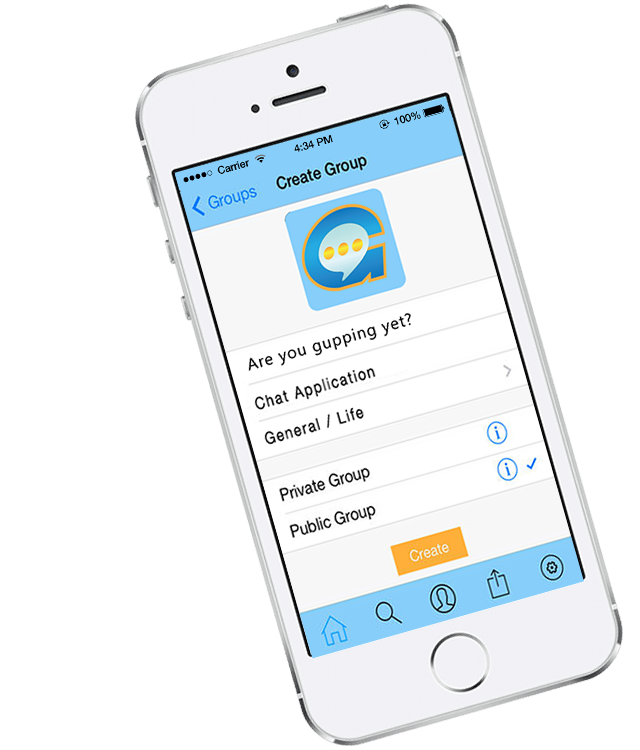 Carrier 4:34 PM 100%
Groups Create Group
G
Are you gupping yet?
Chat Application
General / Life
Private Group
Public Group
Create